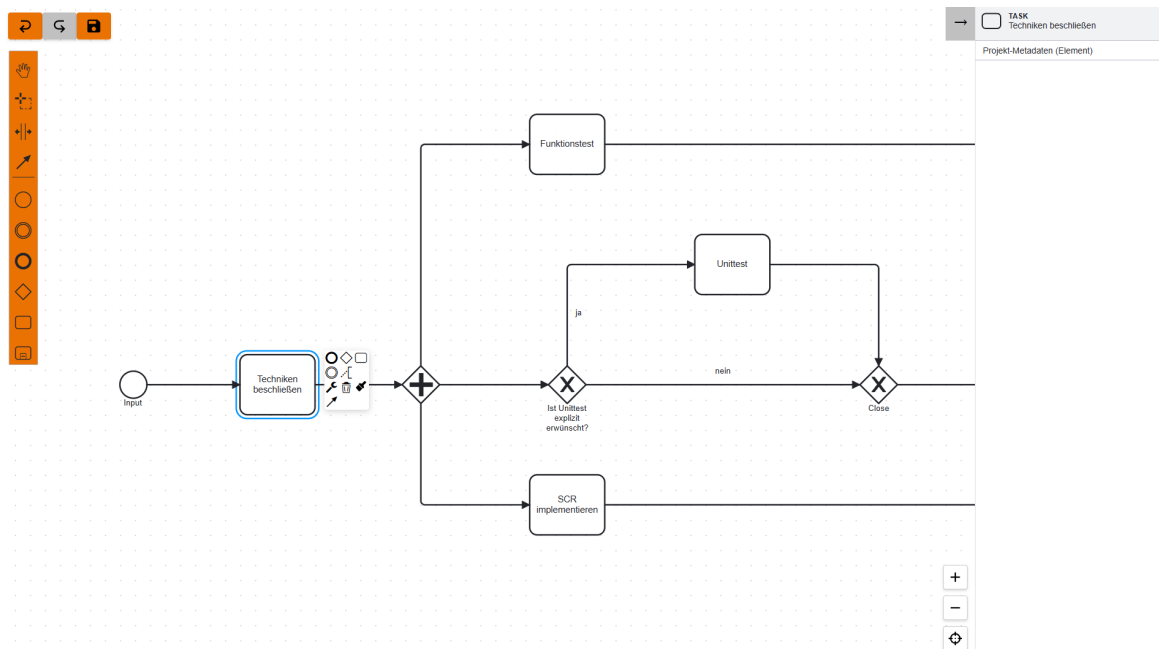 TASK
Techniken beschließen
Projekt-Metadaten (Element)
Funktionstest
Unittest
ja
nein
Techniken
beschließen
Input
Ist Unittest
explizit
erwünscht?
Close
SCR
implementieren